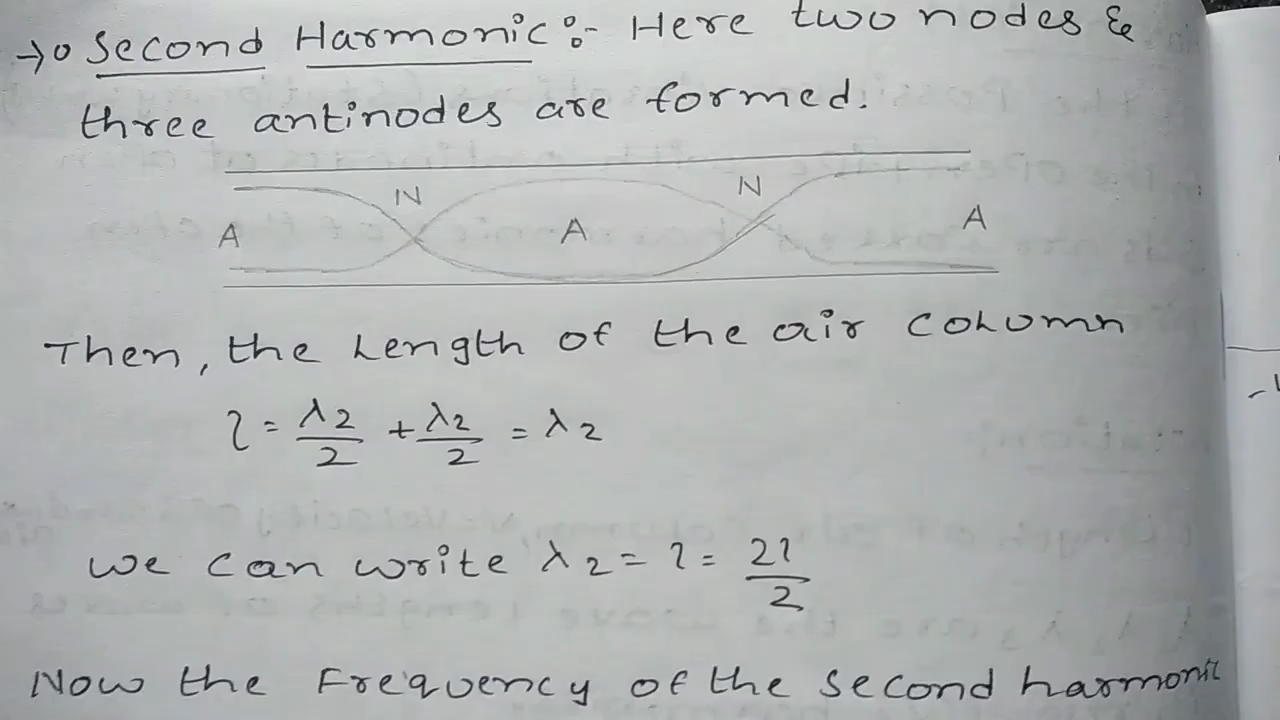 →o Second Harmonic :- Here two nodes &
three antinodes are formed.
N N
A A A
Then, the Length of the air column
l = λ2/2 + λ2/2 = λ2
we can write λ2 = l = 2l/2
Now the Frequency of the second harmonic